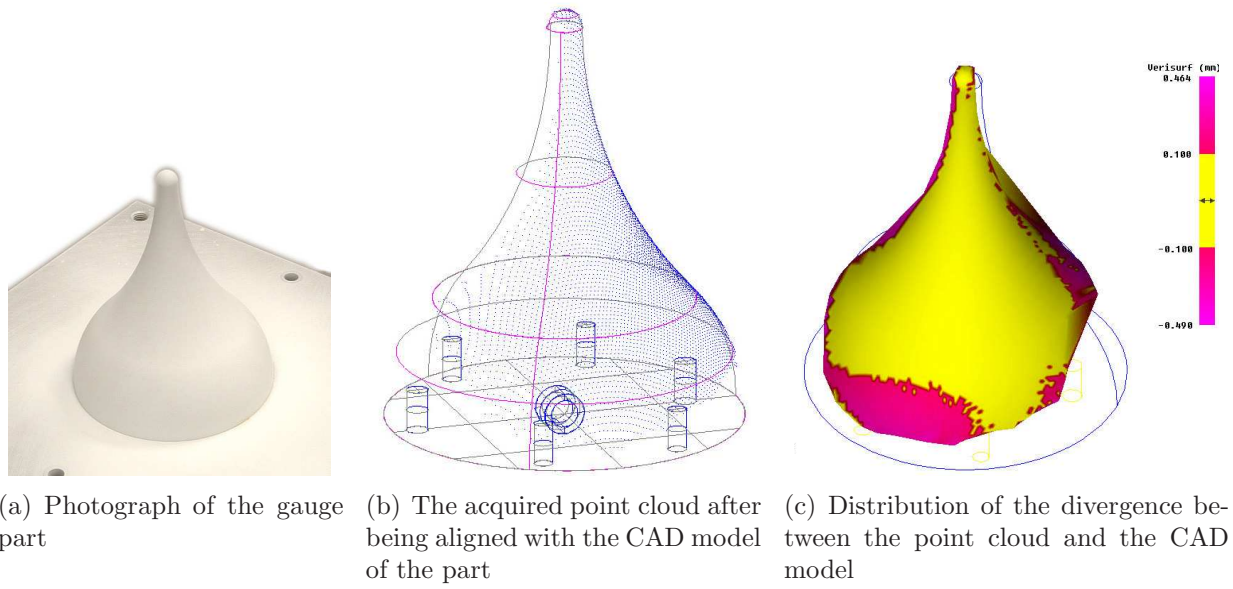 Verisurf (mm)
0.464
0.100
-0.100
-0.490
(a) Photograph of the gauge
part
(b) The acquired point cloud after
being aligned with the CAD model
of the part
(c) Distribution of the divergence be-
tween the point cloud and the CAD
model